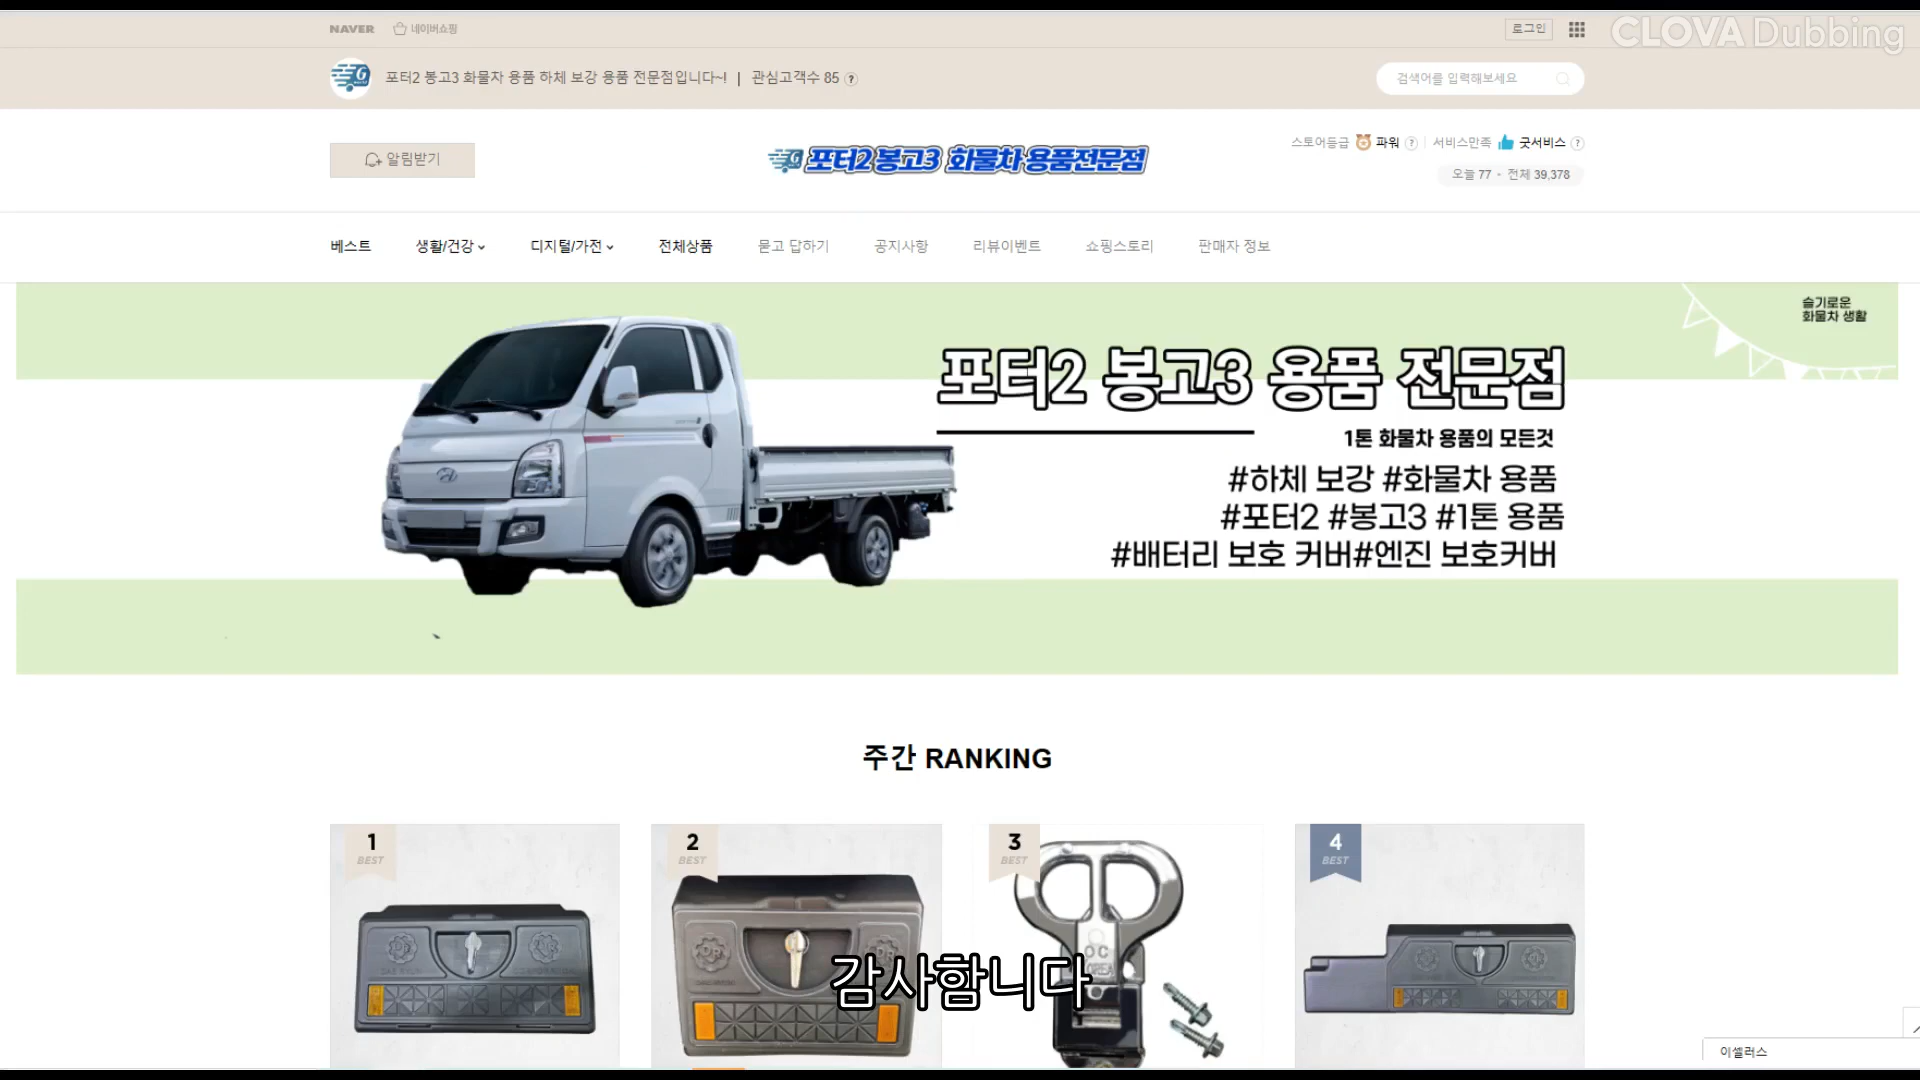 NAVER 네이버쇼핑
로그인
CLOVA Dubbing
포터2 봉고3 화물차 용품 하체 보강 용품 전문점입니다~! | 관심고객수 85 ?
검색어를 입력해보세요
알림받기
G 포터2 봉고3 화물차 용품전문점
스토어등급 파워 ? 서비스만족 굿서비스 ?
오늘 77 · 전체 39,378
베스트 생활/건강 디지털/가전 전체상품 묻고 답하기 공지사항 리뷰이벤트 쇼핑스토리 판매자 정보
슬기로운
화물차 생활
포터2 봉고3 용품 전문점
1톤 화물차 용품의 모든것
#하체 보강 #화물차 용품
#포터2 #봉고3 #1톤 용품
#배터리 보호 커버#엔진 보호커버
주간 RANKING
1 BEST
2 BEST
3 BEST
4 BEST
감사합니다
이셀러스